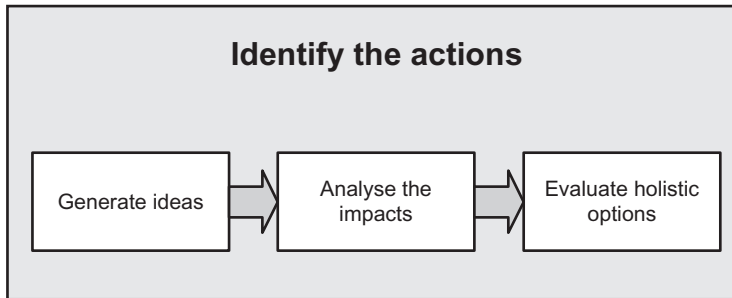 Identify the actions
Generate ideas
Analyse the
impacts
Evaluate holistic
options